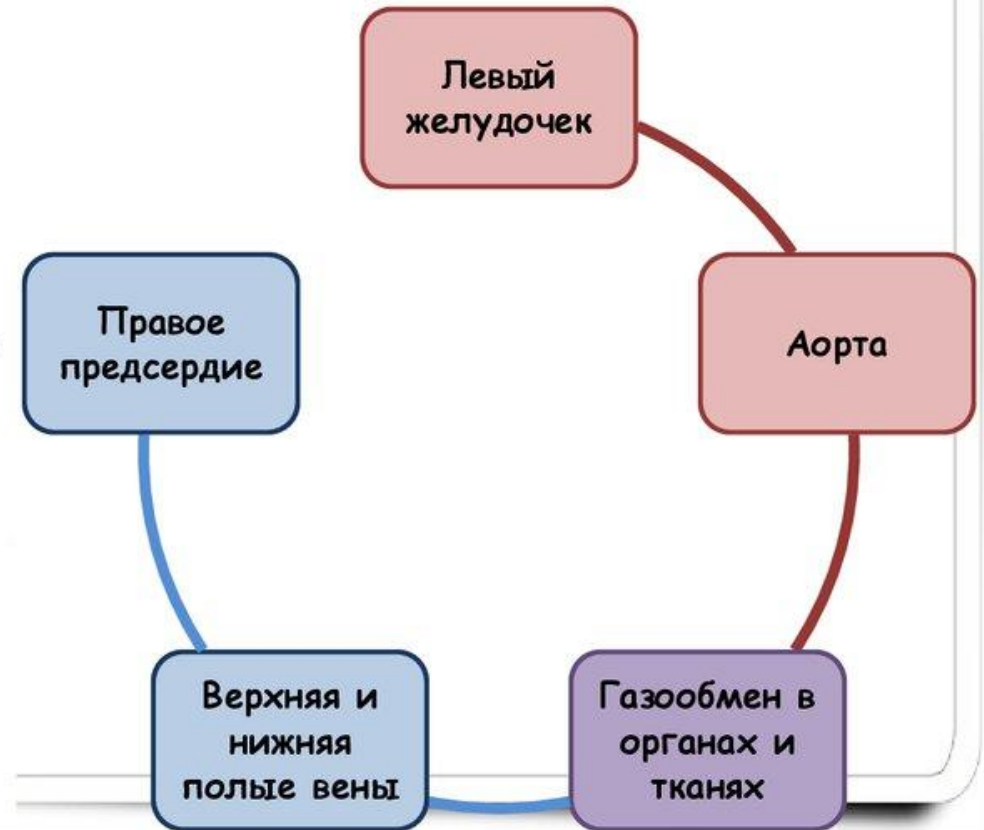 Левый
желудочек
Аорта
Газообмен в
органах и
тканях
Верхняя и
нижняя
полые вены
Правое
предсердие